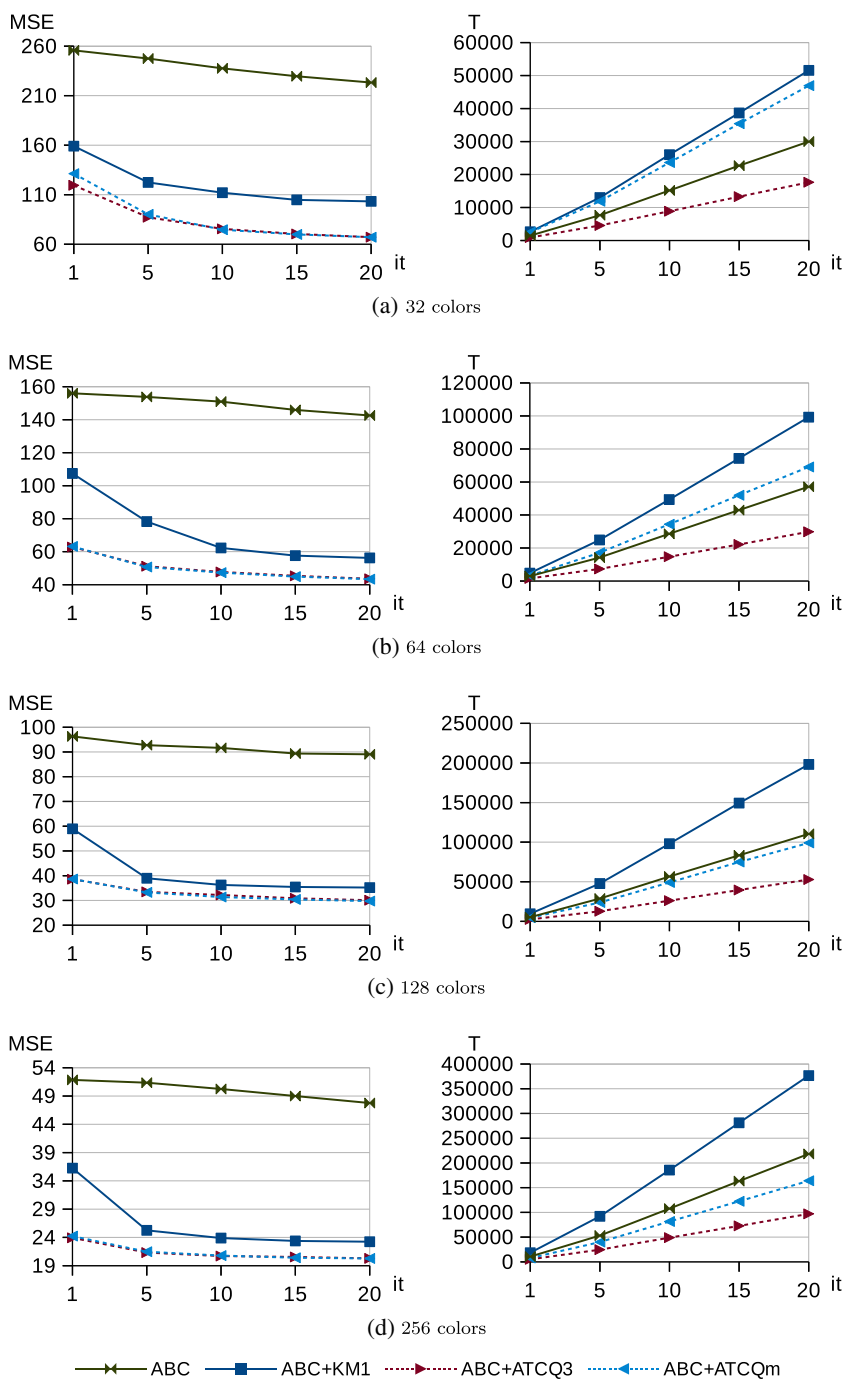 MSE
T
260
210
160
110
60
1 5 10 15 20 it
60000
50000
40000
30000
20000
10000
0
1 5 10 15 20 it
(a) 32 colors
MSE
T
160
140
120
100
80
60
40
1 5 10 15 20 it
120000
100000
80000
60000
40000
20000
0
1 5 10 15 20 it
(b) 64 colors
MSE
T
100
90
80
70
60
50
40
30
20
1 5 10 15 20 it
250000
200000
150000
100000
50000
0
1 5 10 15 20 it
(c) 128 colors
MSE
T
54
49
44
39
34
29
24
19
1 5 10 15 20 it
400000
350000
300000
250000
200000
150000
100000
50000
0
1 5 10 15 20 it
(d) 256 colors
ABC ABC+KM1 ABC+ATCQ3 ABC+ATCQm